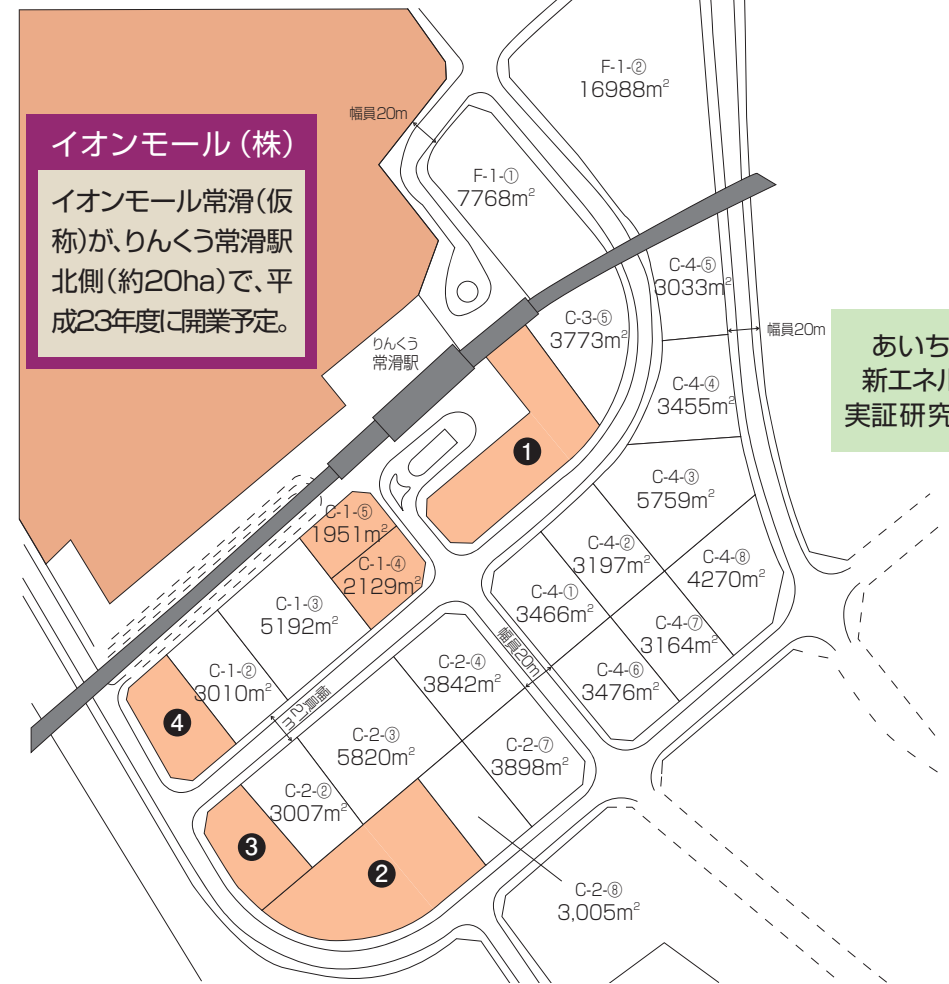 F-1-②
16988m²
幅員20m
イオンモール（株）
イオンモール常滑（仮
称）が、りんくう常滑駅
北側（約20ha）で、平
成23年度に開業予定。
F-1-①
7768m²
C-4-⑤
3033m²
C-3-⑤
3773m²
幅員20m
りんくう
常滑駅
あいち
新エネル
実証研究
C-4-④
3455m²
❶
C-4-③
5759m²
C-1-⑤
1951m²
C-4-②
3197m²
C-4-⑧
4270m²
C-1-④
2129m²
C-4-①
3466m²
C-1-③
5192m²
C-4-⑦
3164m²
幅員20m
C-2-④
3842m²
C-4-⑥
3476m²
C-1-②
3010m²
幅員21m
❹
C-2-③
5820m²
C-2-⑦
3898m²
C-2-②
3007m²
❸
❷
C-2-⑧
3,005m²